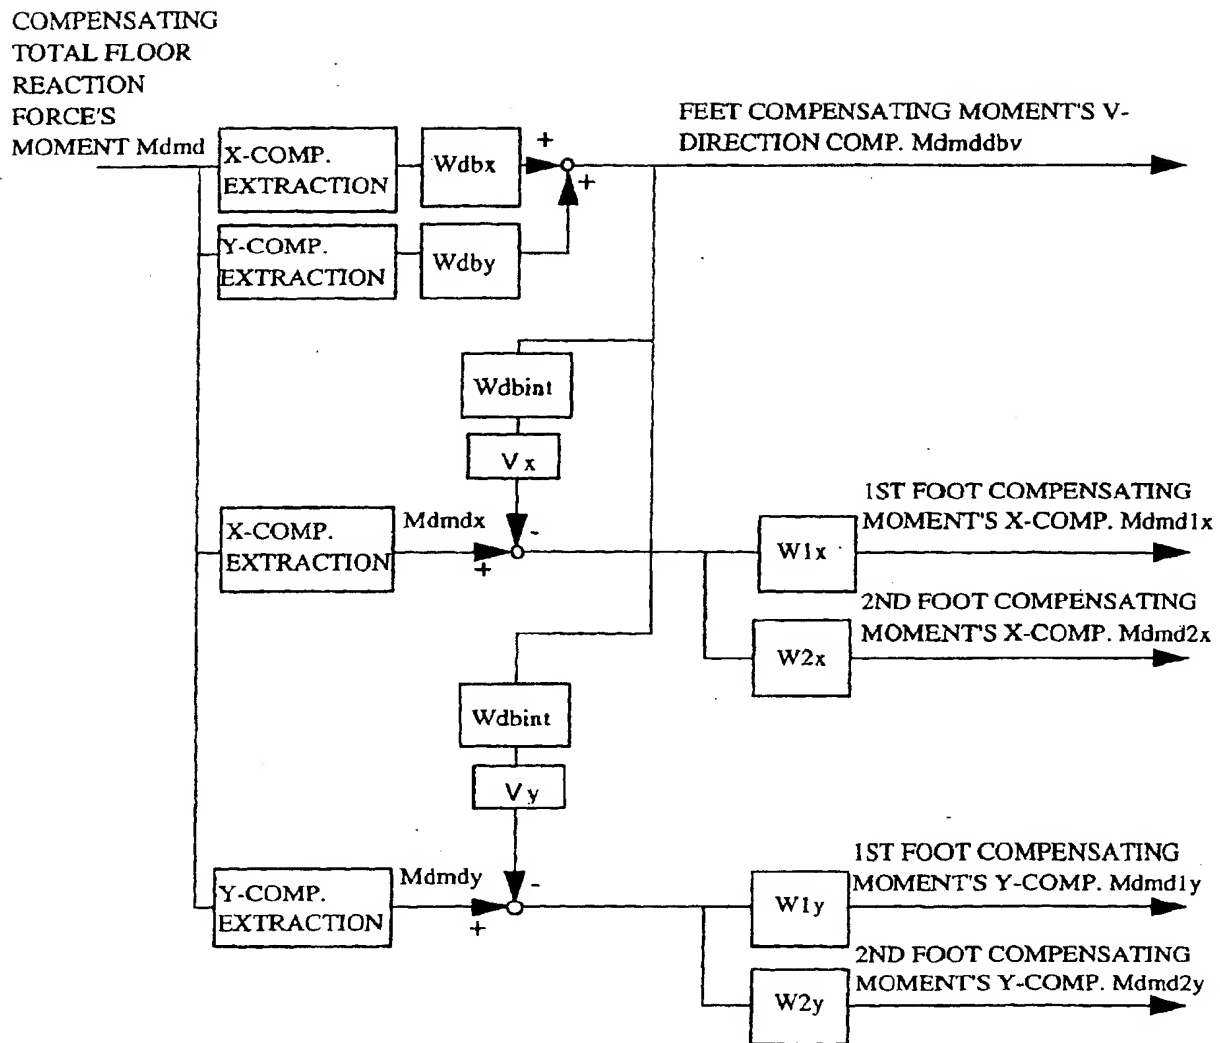 COMPENSATING
TOTAL FLOOR
REACTION
FORCE'S
MOMENT Mdmd
X-COMP.
EXTRACTION
Wdbx
+
+
FEET COMPENSATING MOMENT'S V-
DIRECTION COMP. Mdmddbv
Y-COMP.
EXTRACTION
Wdby
Wdbint
Vx
X-COMP.
EXTRACTION
Mdmdx
-
+
W1x
1ST FOOT COMPENSATING
MOMENT'S X-COMP. Mdmd1x
W2x
2ND FOOT COMPENSATING
MOMENT'S X-COMP. Mdmd2x
Wdbint
Vy
Y-COMP.
EXTRACTION
Mdmdy
-
+
W1y
1ST FOOT COMPENSATING
MOMENT'S Y-COMP. Mdmd1y
W2y
2ND FOOT COMPENSATING
MOMENT'S Y-COMP. Mdmd2y